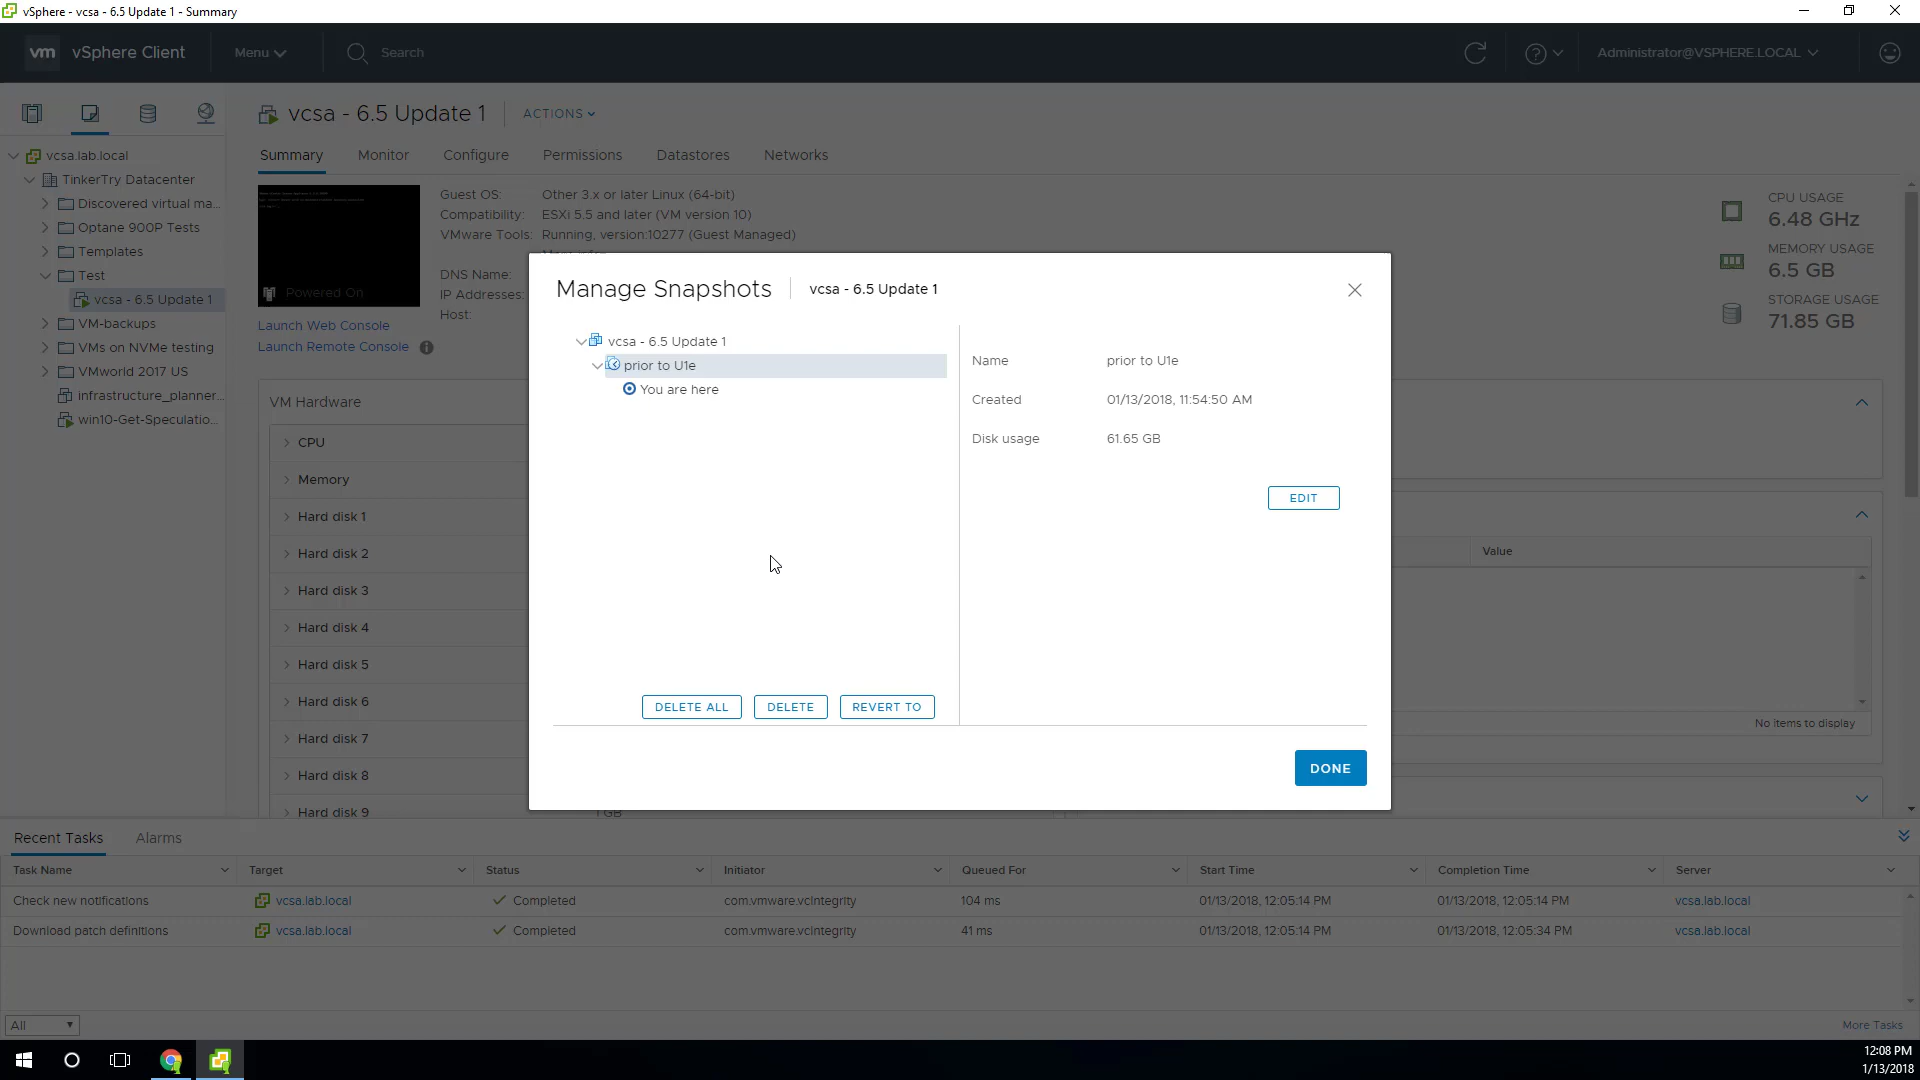 vSphere - vcsa - 6.5 Update 1 - Summary
vm vSphere Client Menu Search Administrator@VSPHERE.LOCAL
vcsa - 6.5 Update 1 ACTIONS
Summary Monitor Configure Permissions Datastores Networks
vcsa.lab.local
TinkerTry Datacenter
Discovered virtual ma...
Optane 900P Tests
Templates
Test
vcsa - 6.5 Update 1
VM-backups
VMs on NVMe testing
VMworld 2017 US
infrastructure_planner...
win10-Get-Speculatio...
Powered On
Launch Web Console
Launch Remote Console
Guest OS: Other 3.x or later Linux (64-bit)
Compatibility: ESXi 5.5 and later (VM version 10)
VMware Tools: Running, version:10277 (Guest Managed)
DNS Name:
IP Addresses:
Host:
CPU USAGE
6.48 GHz
MEMORY USAGE
6.5 GB
STORAGE USAGE
71.85 GB
VM Hardware
CPU
Memory
Hard disk 1
Hard disk 2
Hard disk 3
Hard disk 4
Hard disk 5
Hard disk 6
Hard disk 7
Hard disk 8
Hard disk 9 1 GB
Value
No items to display
Manage Snapshots vcsa - 6.5 Update 1
vcsa - 6.5 Update 1
prior to U1e
You are here
Name prior to U1e
Created 01/13/2018, 11:54:50 AM
Disk usage 61.65 GB
EDIT
DELETE ALL DELETE REVERT TO
DONE
Recent Tasks Alarms
Task Name Target Status Initiator Queued For Start Time Completion Time Server
Check new notifications vcsa.lab.local Completed com.vmware.vcIntegrity 104 ms 01/13/2018, 12:05:14 PM 01/13/2018, 12:05:14 PM vcsa.lab.local
Download patch definitions vcsa.lab.local Completed com.vmware.vcIntegrity 41 ms 01/13/2018, 12:05:14 PM 01/13/2018, 12:05:34 PM vcsa.lab.local
All More Tasks
12:08 PM
1/13/2018